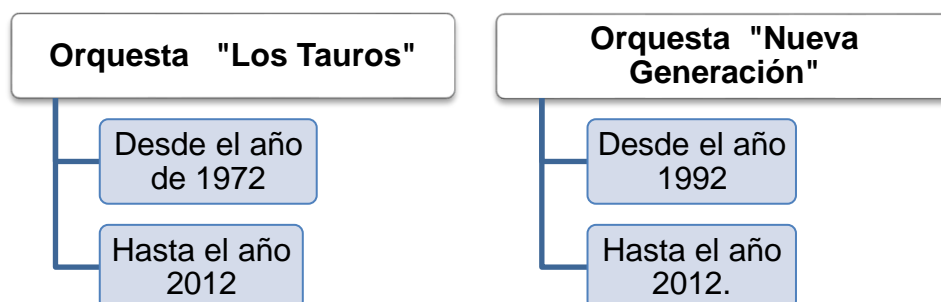 Orquesta "Los Tauros"
Desde el año
de 1972
Hasta el año
2012
Orquesta "Nueva
Generación"
Desde el año
1992
Hasta el año
2012.